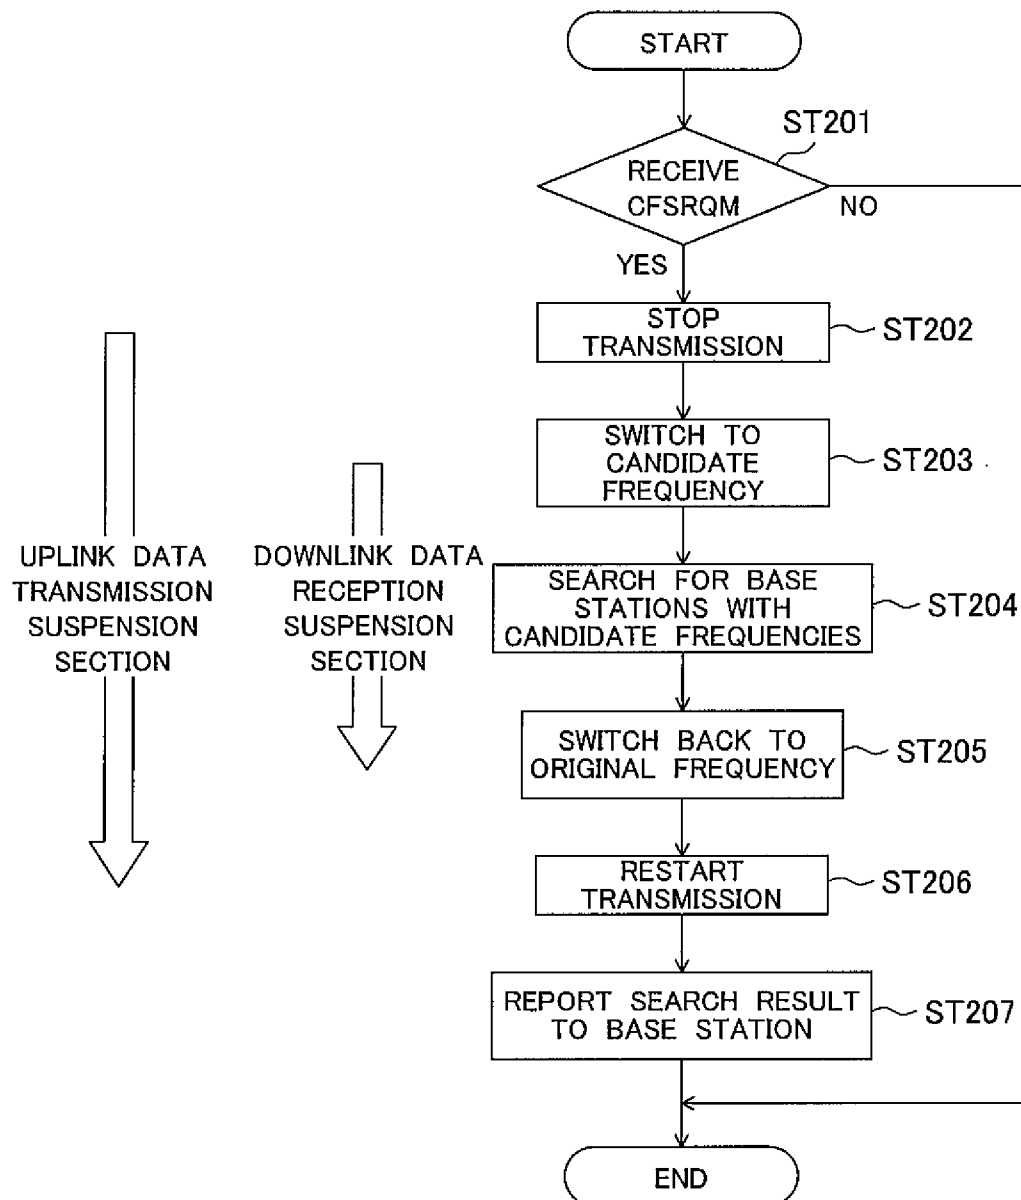 START
ST201
RECEIVE
CFSRQM
NO
YES
STOP
TRANSMISSION
ST202
SWITCH TO
CANDIDATE
FREQUENCY
ST203
UPLINK DATA
TRANSMISSION
SUSPENSION
SECTION
DOWNLINK DATA
RECEPTION
SUSPENSION
SECTION
SEARCH FOR BASE
STATIONS WITH
CANDIDATE FREQUENCIES
ST204
SWITCH BACK TO
ORIGINAL FREQUENCY
ST205
RESTART
TRANSMISSION
ST206
REPORT SEARCH RESULT
TO BASE STATION
ST207
END